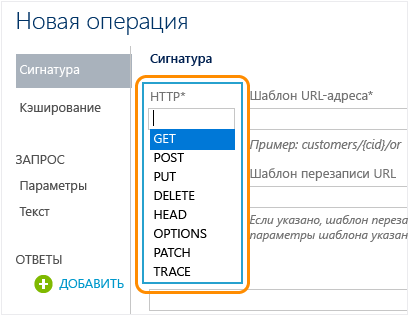 Новая операция
Сигнатура
Кэширование
ЗАПРОС
Параметры
Текст
ОТВЕТЫ
ДОБАВИТЬ
Сигнатура
HTTP*
GET
POST
PUT
DELETE
HEAD
OPTIONS
PATCH
TRACE
Шаблон URL-адреса*
Пример: customers/{cid}/or
Шаблон перезаписи URL
Если указано, шаблон переза
параметры шаблона указан